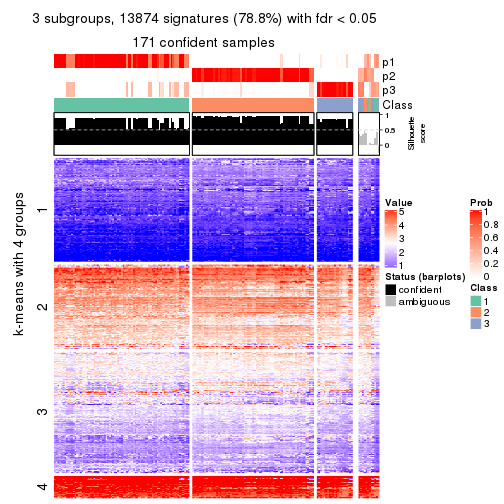 3 subgroups, 13874 signatures (78.8%) with fdr < 0.05
171 confident samples
p1
p2
p3
Class
1
0.5
0
Silhouette
score
k-means with 4 groups
1
2
3
4
Value
5
4
3
2
1
Status (barplots)
confident
ambiguous
Prob
1
0.8
0.6
0.4
0.2
0
Class
1
2
3